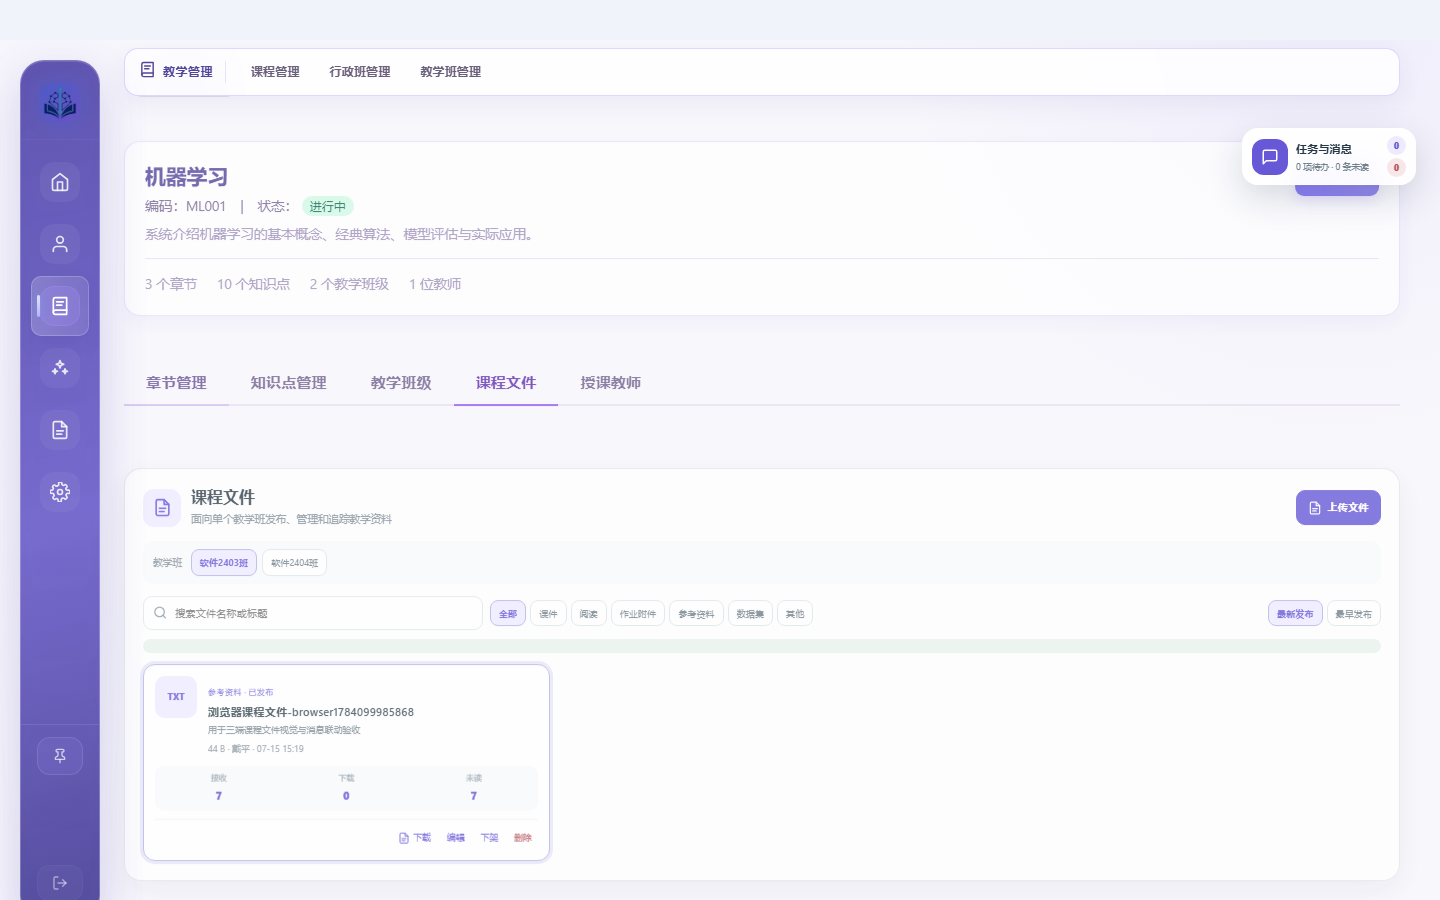 教学管理 课程管理 行政班管理 教学班管理
任务与消息 0
0 项待办 · 0 条未读 0
机器学习
编码：ML001 | 状态： 进行中
系统介绍机器学习的基本概念、经典算法、模型评估与实际应用。
3 个章节 10 个知识点 2 个教学班级 1 位教师
章节管理 知识点管理 教学班级 课程文件 授课教师
课程文件
面向单个教学班发布、管理和追踪教学资料
上传文件
教学班 软件2403班 软件2404班
搜索文件名称或标题 全部 课件 阅读 作业附件 参考资料 数据集 其他 最新发布 最早发布
TXT
参考资料 · 已发布
浏览器课程文件-browser1784099985868
用于三端课程文件视觉与消息联动验收
44 B · 戴平 · 07-15 15:19
接收 下载 未读
7 0 7
下载 编辑 下架 删除